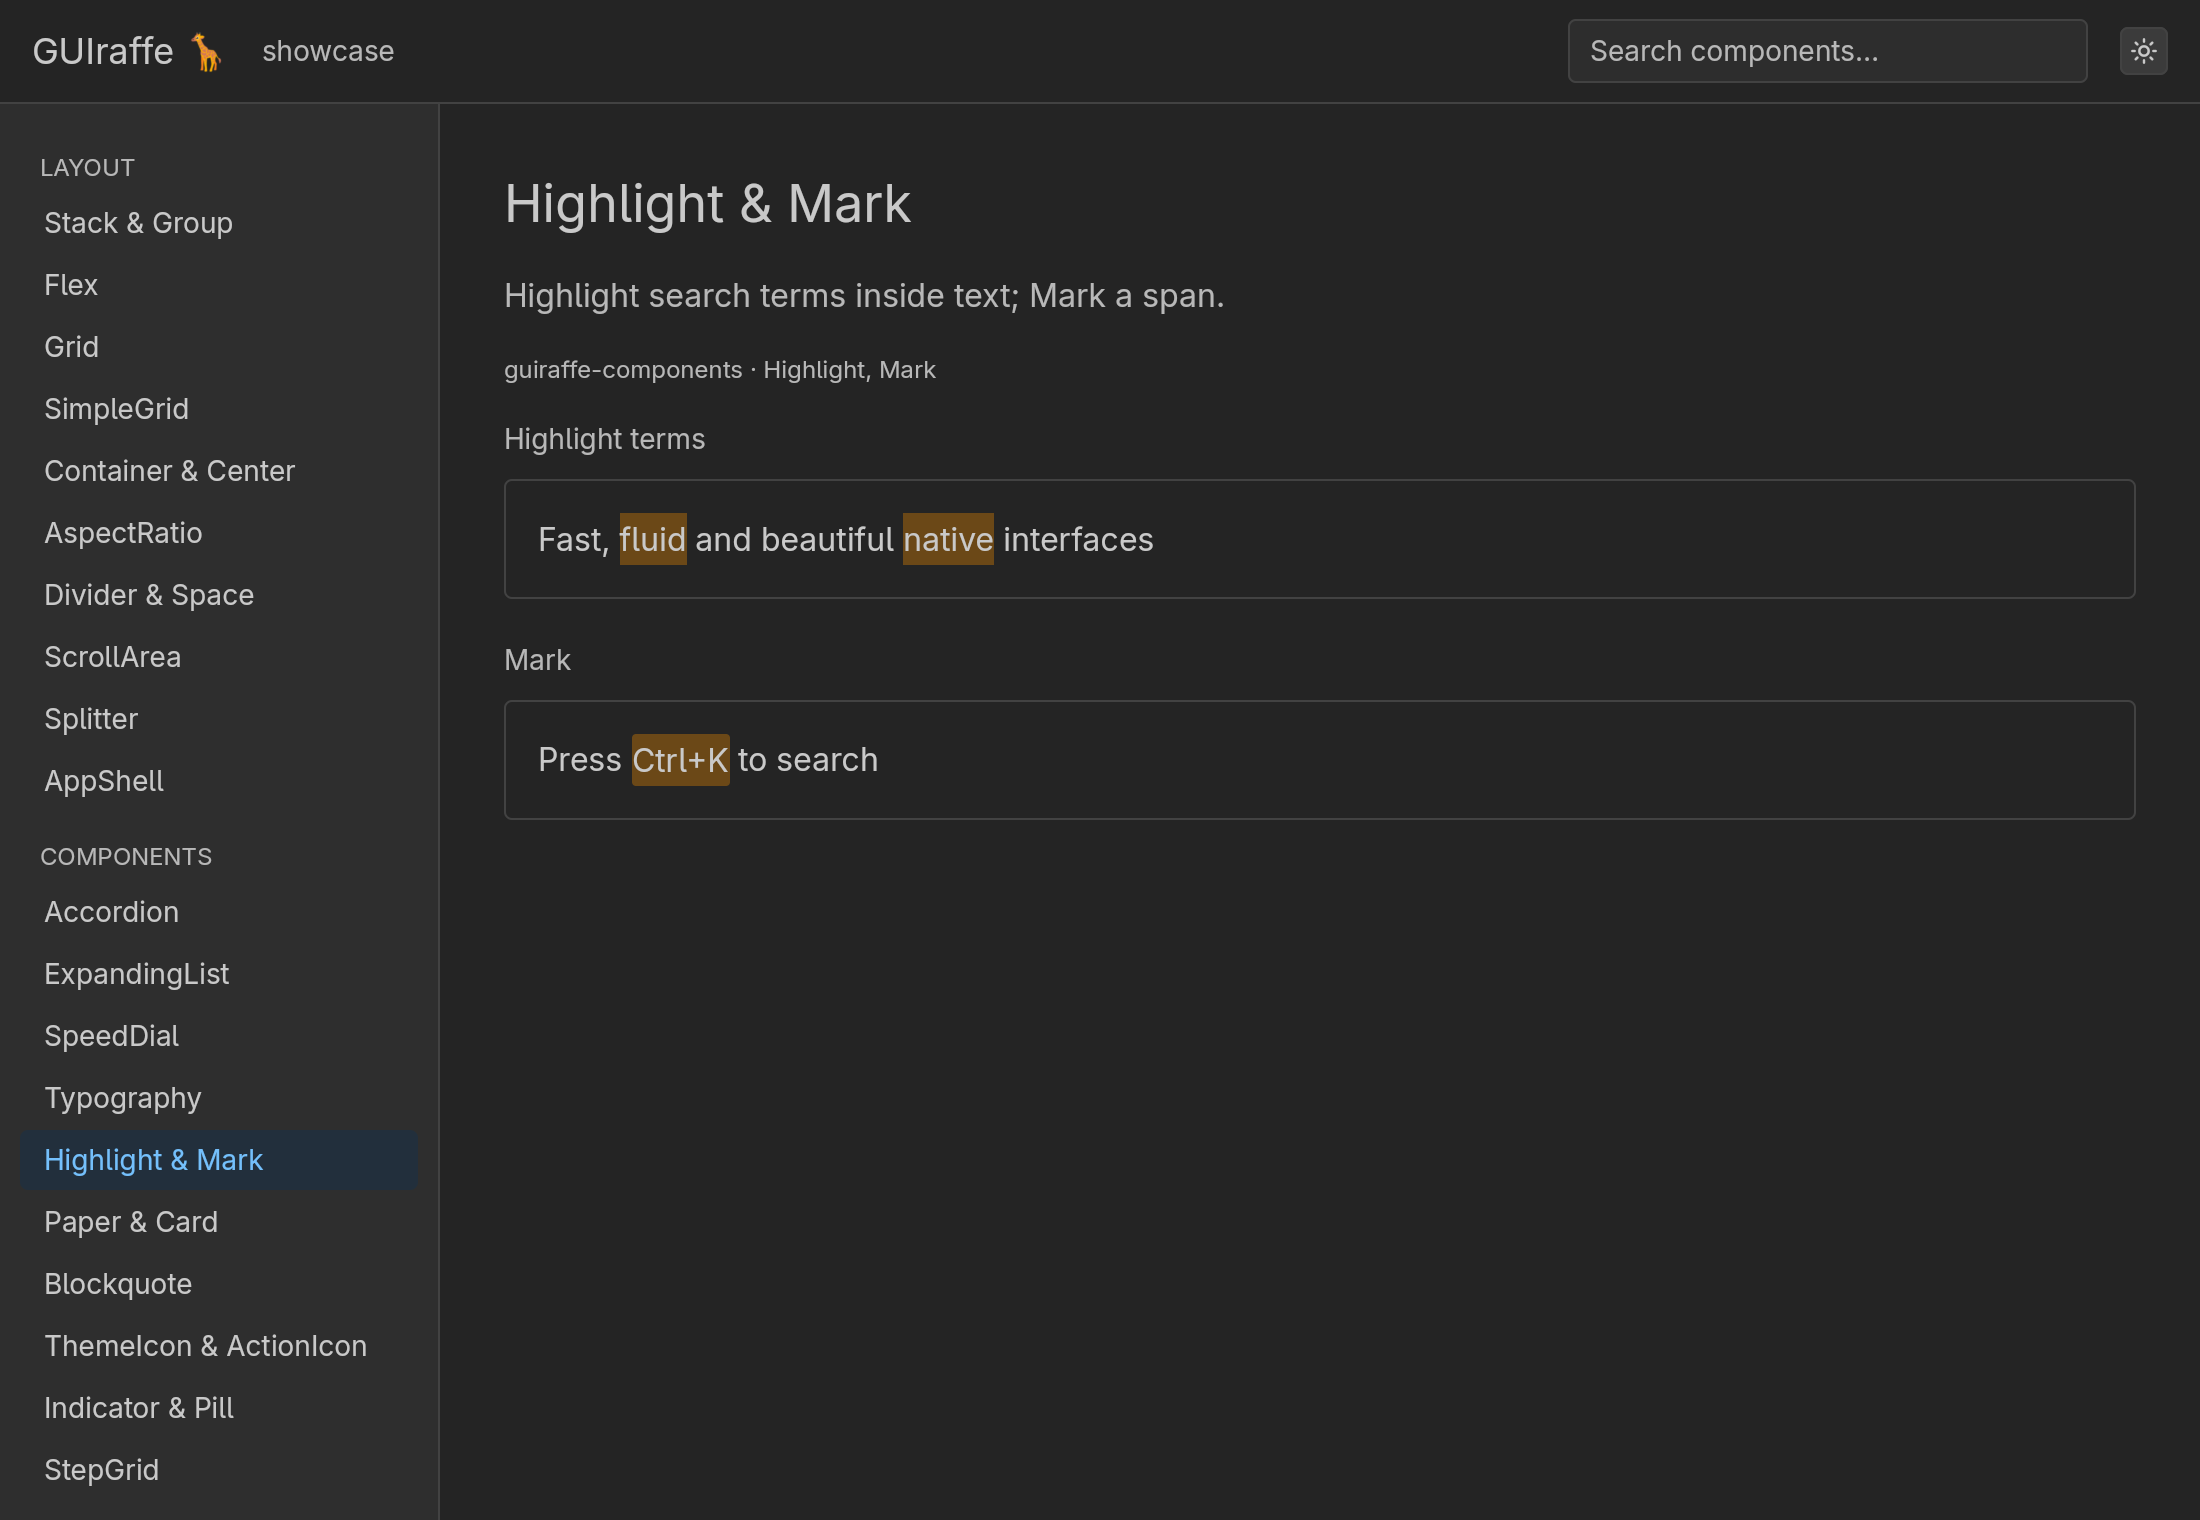 GUIraffe 🦒 showcase
Search components...
LAYOUT
Stack & Group
Flex
Grid
SimpleGrid
Container & Center
AspectRatio
Divider & Space
ScrollArea
Splitter
AppShell
COMPONENTS
Accordion
ExpandingList
SpeedDial
Typography
Highlight & Mark
Paper & Card
Blockquote
ThemeIcon & ActionIcon
Indicator & Pill
StepGrid
Highlight & Mark
Highlight search terms inside text; Mark a span.
guiraffe-components · Highlight, Mark
Highlight terms
Fast, fluid and beautiful native interfaces
Mark
Press Ctrl+K to search